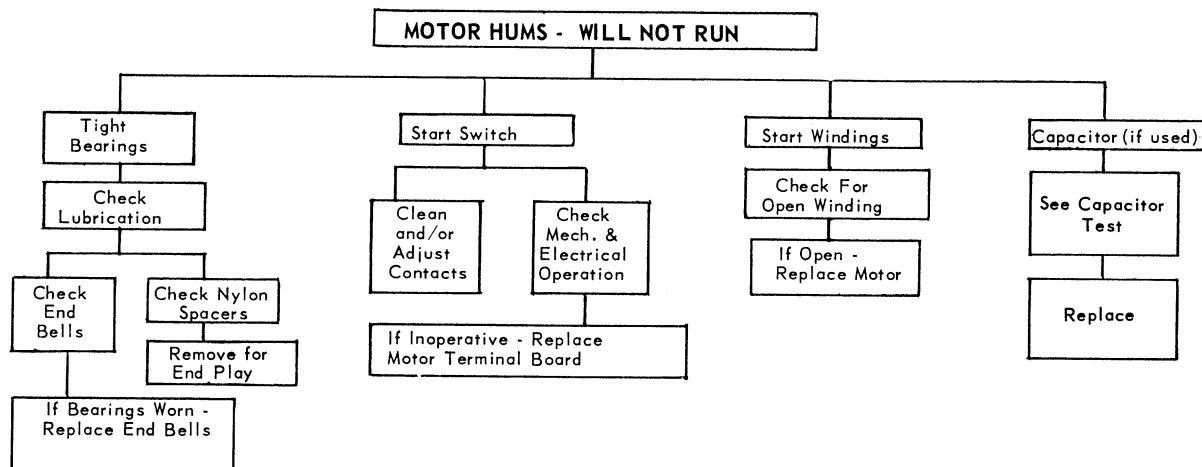 MOTOR HUMS - WILL NOT RUN
Tight
Bearings
Check
Lubrication
Check
End
Bells
Check Nylon
Spacers
Remove for
End Play
If Bearings Worn -
Replace End Bells
Start Switch
Clean
and/or
Adjust
Contacts
Check
Mech. &
Electrical
Operation
If Inoperative - Replace
Motor Terminal Board
Start Windings
Check For
Open Winding
If Open -
Replace Motor
Capacitor (if used)
See Capacitor
Test
Replace